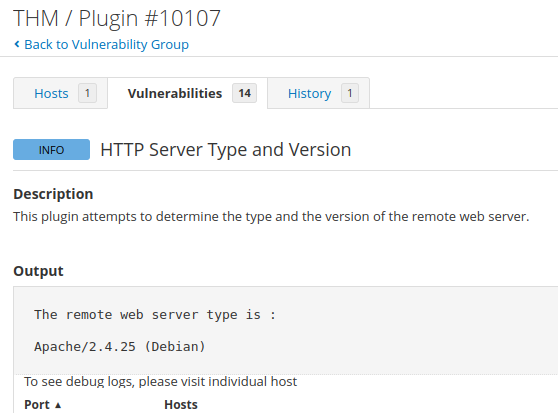 THM / Plugin #10107
Back to Vulnerability Group
Hosts 1 Vulnerabilities 14 History 1
INFO HTTP Server Type and Version
Description
This plugin attempts to determine the type and the version of the remote web server.
Output
The remote web server type is :
Apache/2.4.25 (Debian)
To see debug logs, please visit individual host
Port ▲ Hosts